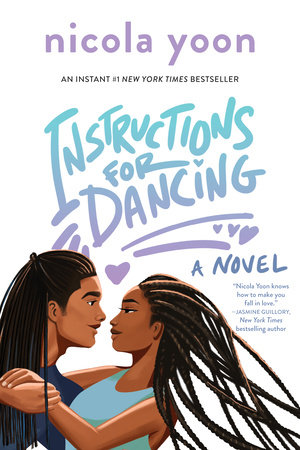 nicola yoon
AN INSTANT #1 NEW YORK TIMES BESTSELLER
INSTRUCTIONS
FOR
DANCING
A NOVEL
“Nicola Yoon knows
how to make you
fall in love.”
—JASMINE GUILLORY,
New York Times
bestselling author